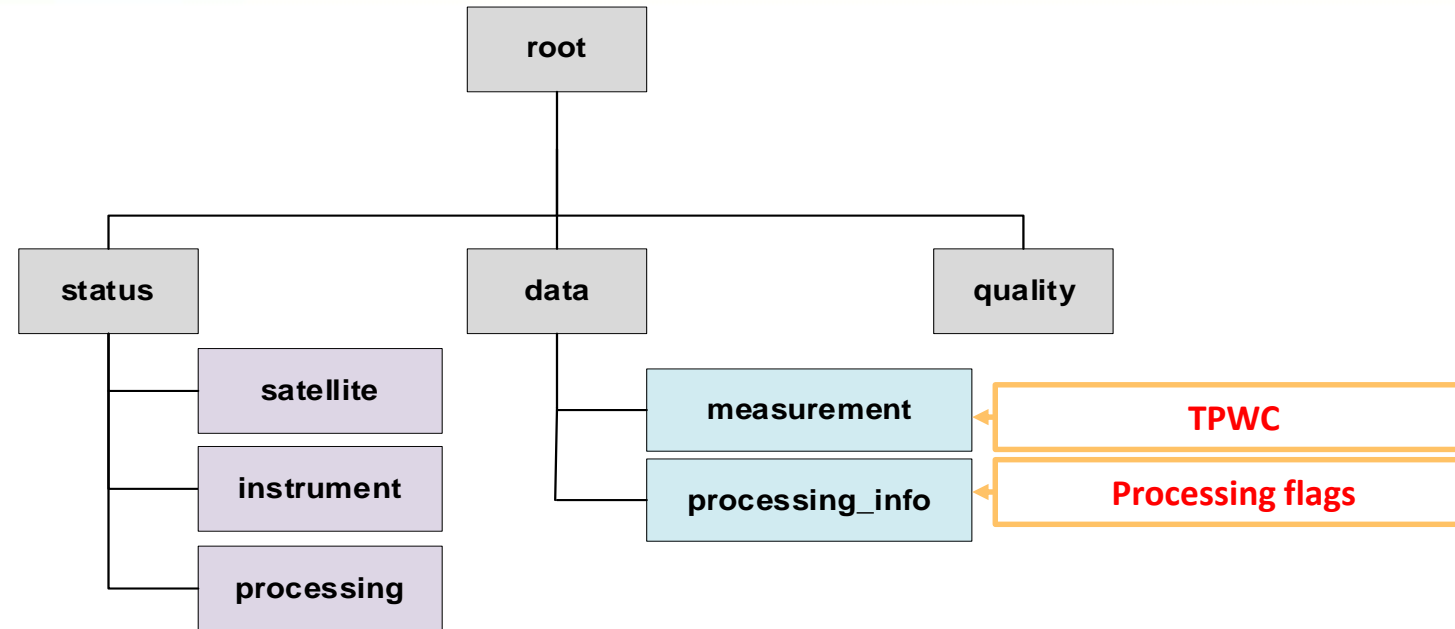 root
status
data
quality
satellite
instrument
processing
measurement
processing_info
TPWC
Processing flags